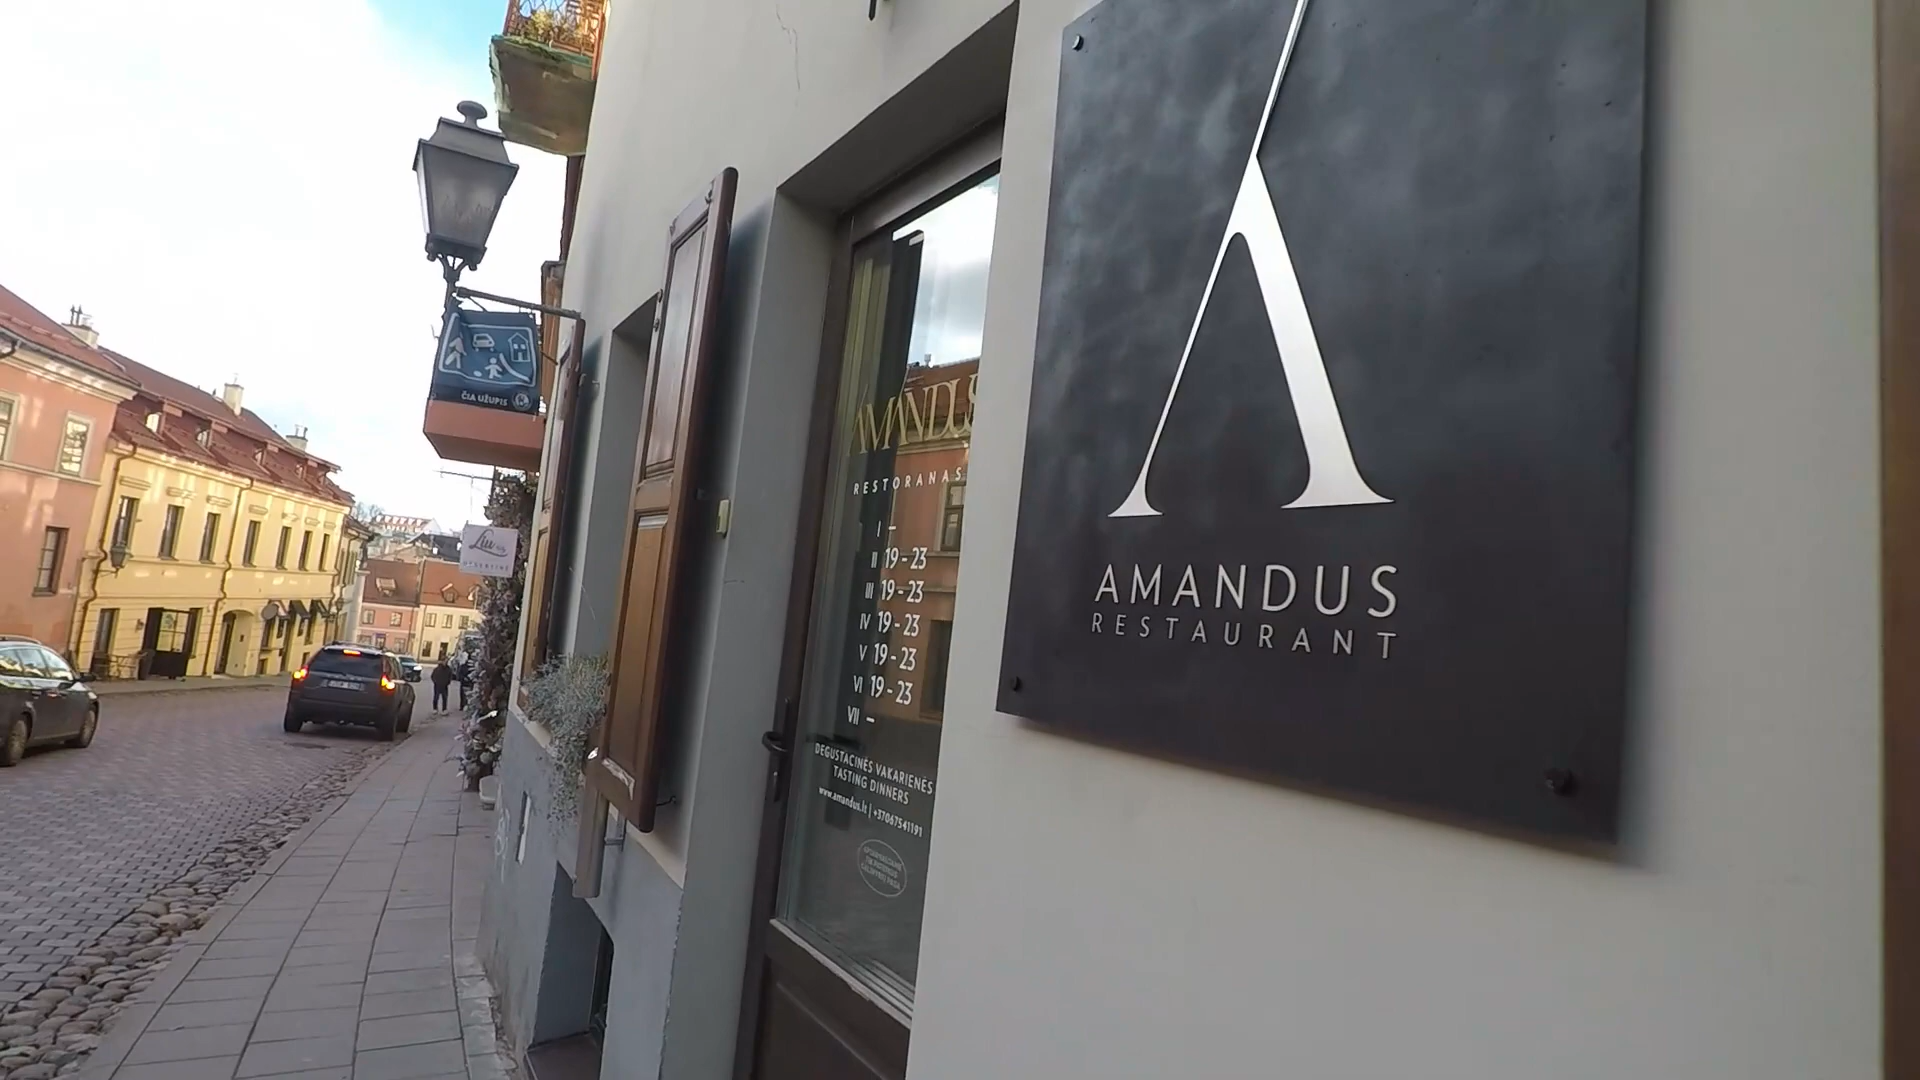 ČIA UŽUPIS
Liu
AMANDUS
RESTORANAS
I –
II 19 - 23
III 19 - 23
IV 19 - 23
V 19 - 23
VI 19 - 23
VII –
DEGUSTACINĖS VAKARIENĖS
TASTING DINNERS
www.amandus.lt | +37067541191
A
AMANDUS
RESTAURANT